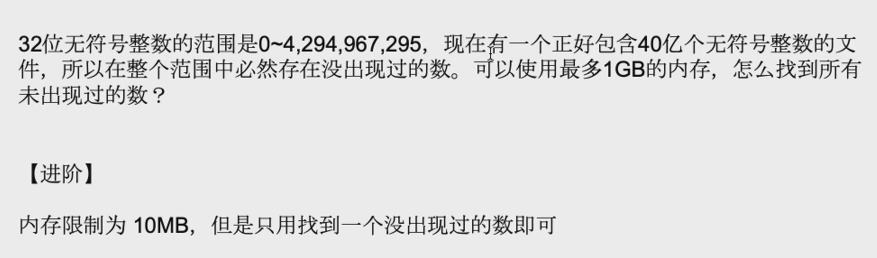 32位无符号整数的范围是0~4,294,967,295，现在有一个正好包含40亿个无符号整数的文
件，所以在整个范围中必然存在没出现过的数。可以使用最多1GB的内存，怎么找到所有
未出现过的数？
【进阶】
内存限制为 10MB，但是只用找到一个没出现过的数即可